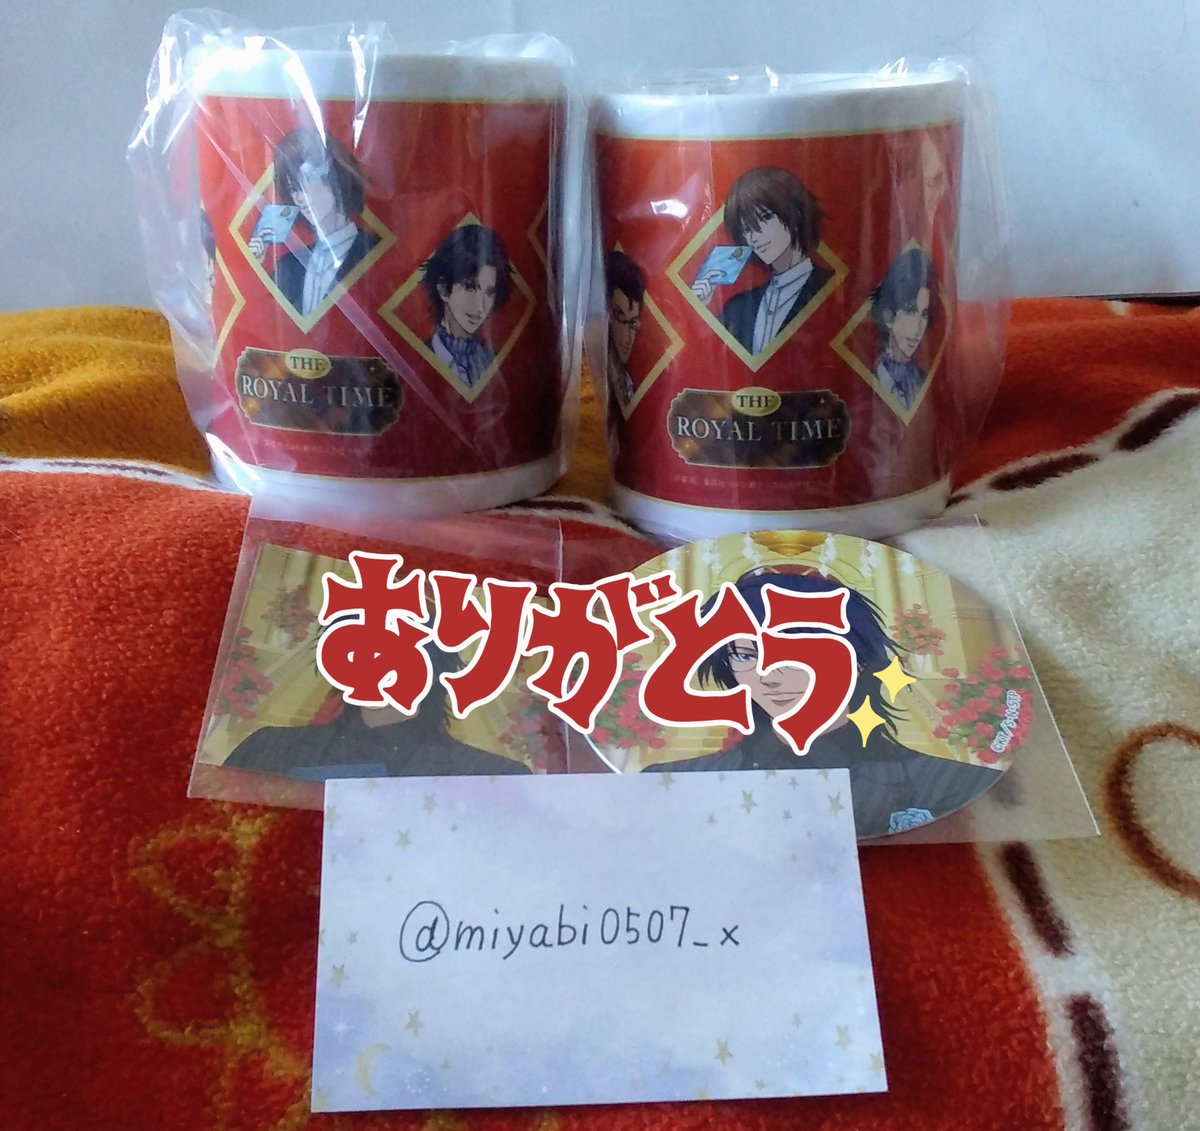 THE
ROYAL TIME
THE
ROYAL TIME
ありがとう
@miyabi0507_x